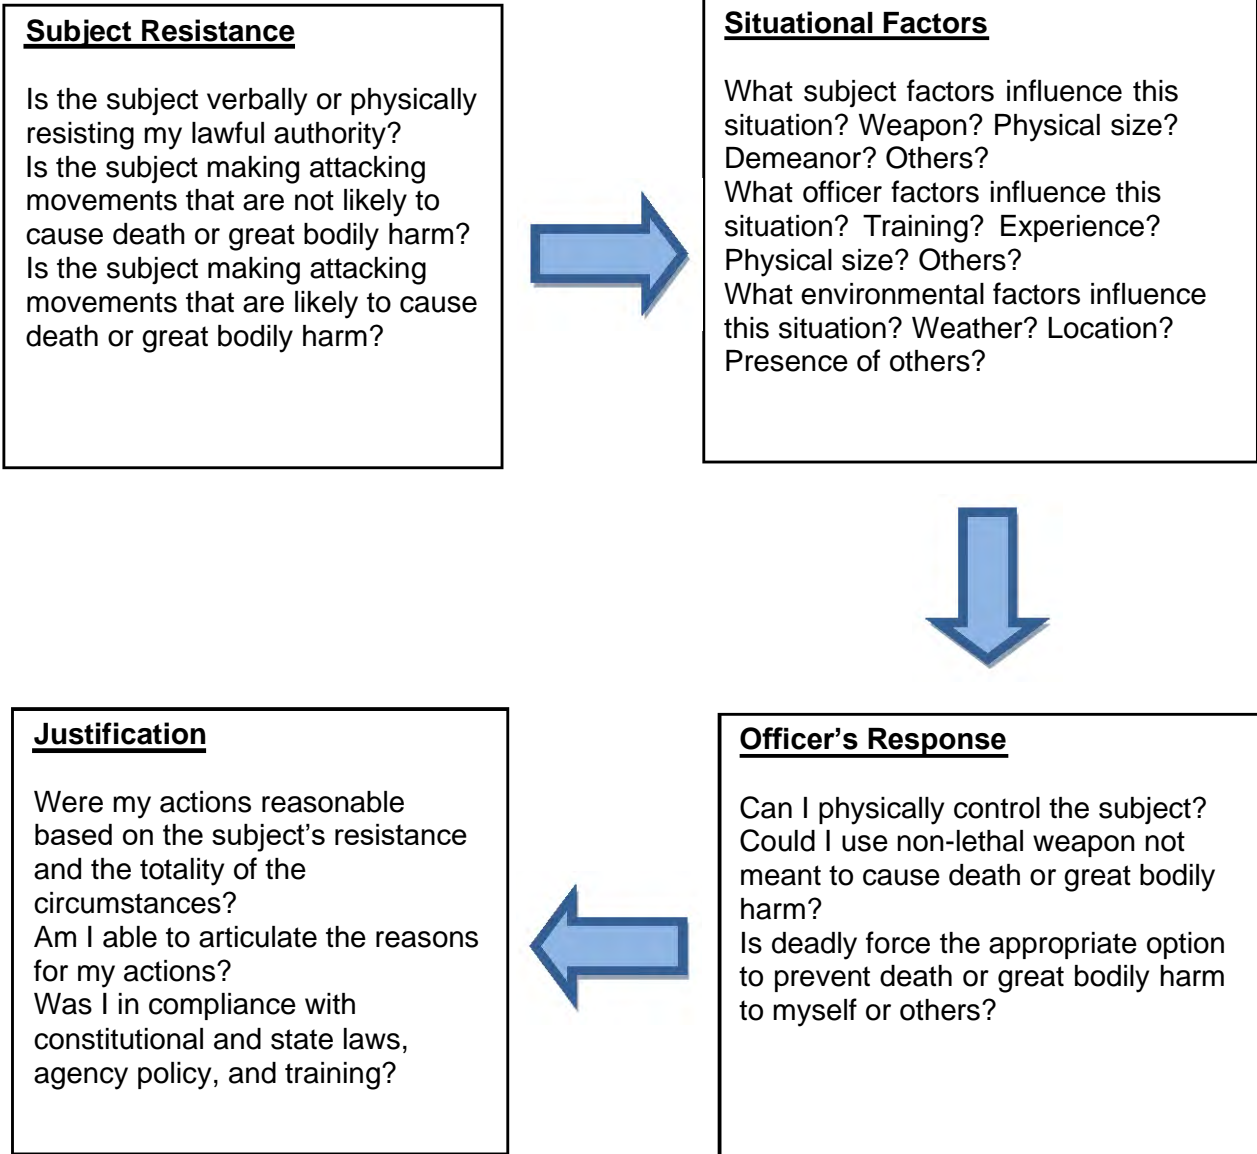 Subject Resistance
Is the subject verbally or physically
resisting my lawful authority?
Is the subject making attacking
movements that are not likely to
cause death or great bodily harm?
Is the subject making attacking
movements that are likely to cause
death or great bodily harm?
Situational Factors
What subject factors influence this
situation? Weapon? Physical size?
Demeanor? Others?
What officer factors influence this
situation? Training? Experience?
Physical size? Others?
What environmental factors influence
this situation? Weather? Location?
Presence of others?
Officer’s Response
Can I physically control the subject?
Could I use non-lethal weapon not
meant to cause death or great bodily
harm?
Is deadly force the appropriate option
to prevent death or great bodily harm
to myself or others?
Justification
Were my actions reasonable
based on the subject’s resistance
and the totality of the
circumstances?
Am I able to articulate the reasons
for my actions?
Was I in compliance with
constitutional and state laws,
agency policy, and training?